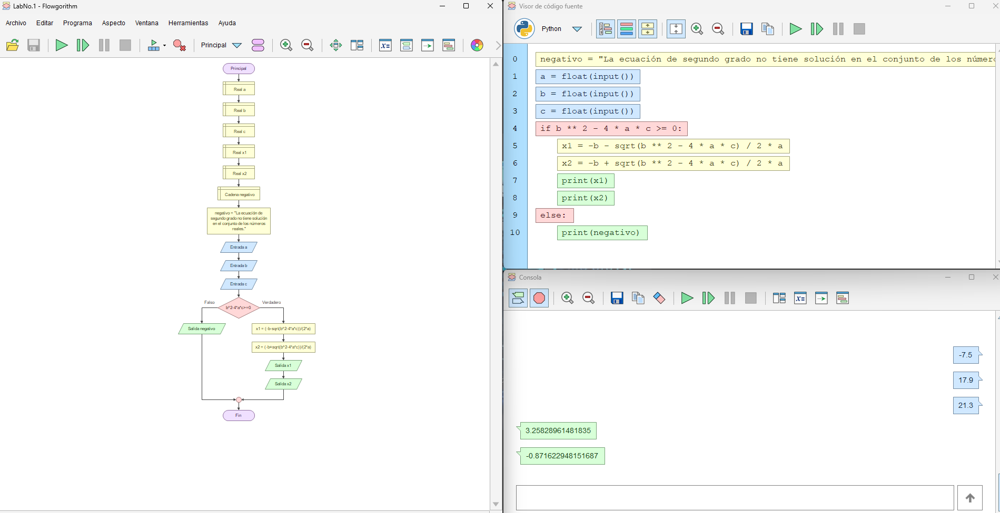 LabNo.1 - Flowgorithm
Archivo Editar Programa Aspecto Ventana Herramientas Ayuda
Principal
Principal
Real a
Real b
Real c
Real x1
Real x2
Cadena negativo
negativo = "La ecuación de
segundo grado no tiene solución
en el conjunto de los números
reales."
Entrada a
Entrada b
Entrada c
Falso
b^2-4*a*c>=0
Verdadero
Salida negativo
x1 = (-b-sqrt(b^2-4*a*c))/(2*a)
x2 = (-b+sqrt(b^2-4*a*c))/(2*a)
Salida x1
Salida x2
Fin
Visor de código fuente
Python
0 negativo = "La ecuación de segundo grado no tiene solución en el conjunto de los número
1 a = float(input())
2 b = float(input())
3 c = float(input())
4 if b ** 2 - 4 * a * c >= 0:
5 x1 = -b - sqrt(b ** 2 - 4 * a * c) / 2 * a
6 x2 = -b + sqrt(b ** 2 - 4 * a * c) / 2 * a
7 print(x1)
8 print(x2)
9 else:
10 print(negativo)
Consola
-7.5
17.9
21.3
3.25828961481835
-0.871622948151687